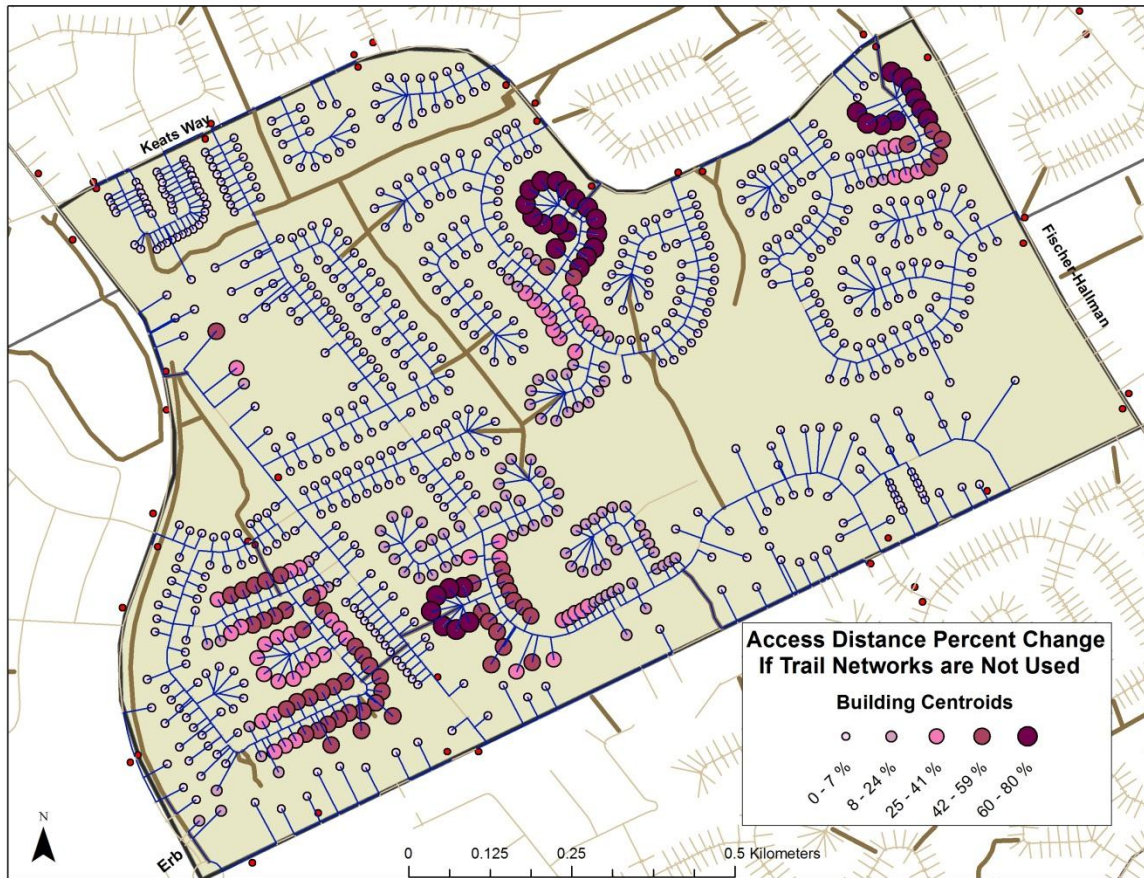 Keats Way
Fischer-Hallman
Erb
N
0 0.125 0.25 0.5 Kilometers
Access Distance Percent Change
If Trail Networks are Not Used
Building Centroids
0 - 7 %
8 - 24 %
25 - 41 %
42 - 59 %
60 - 80 %